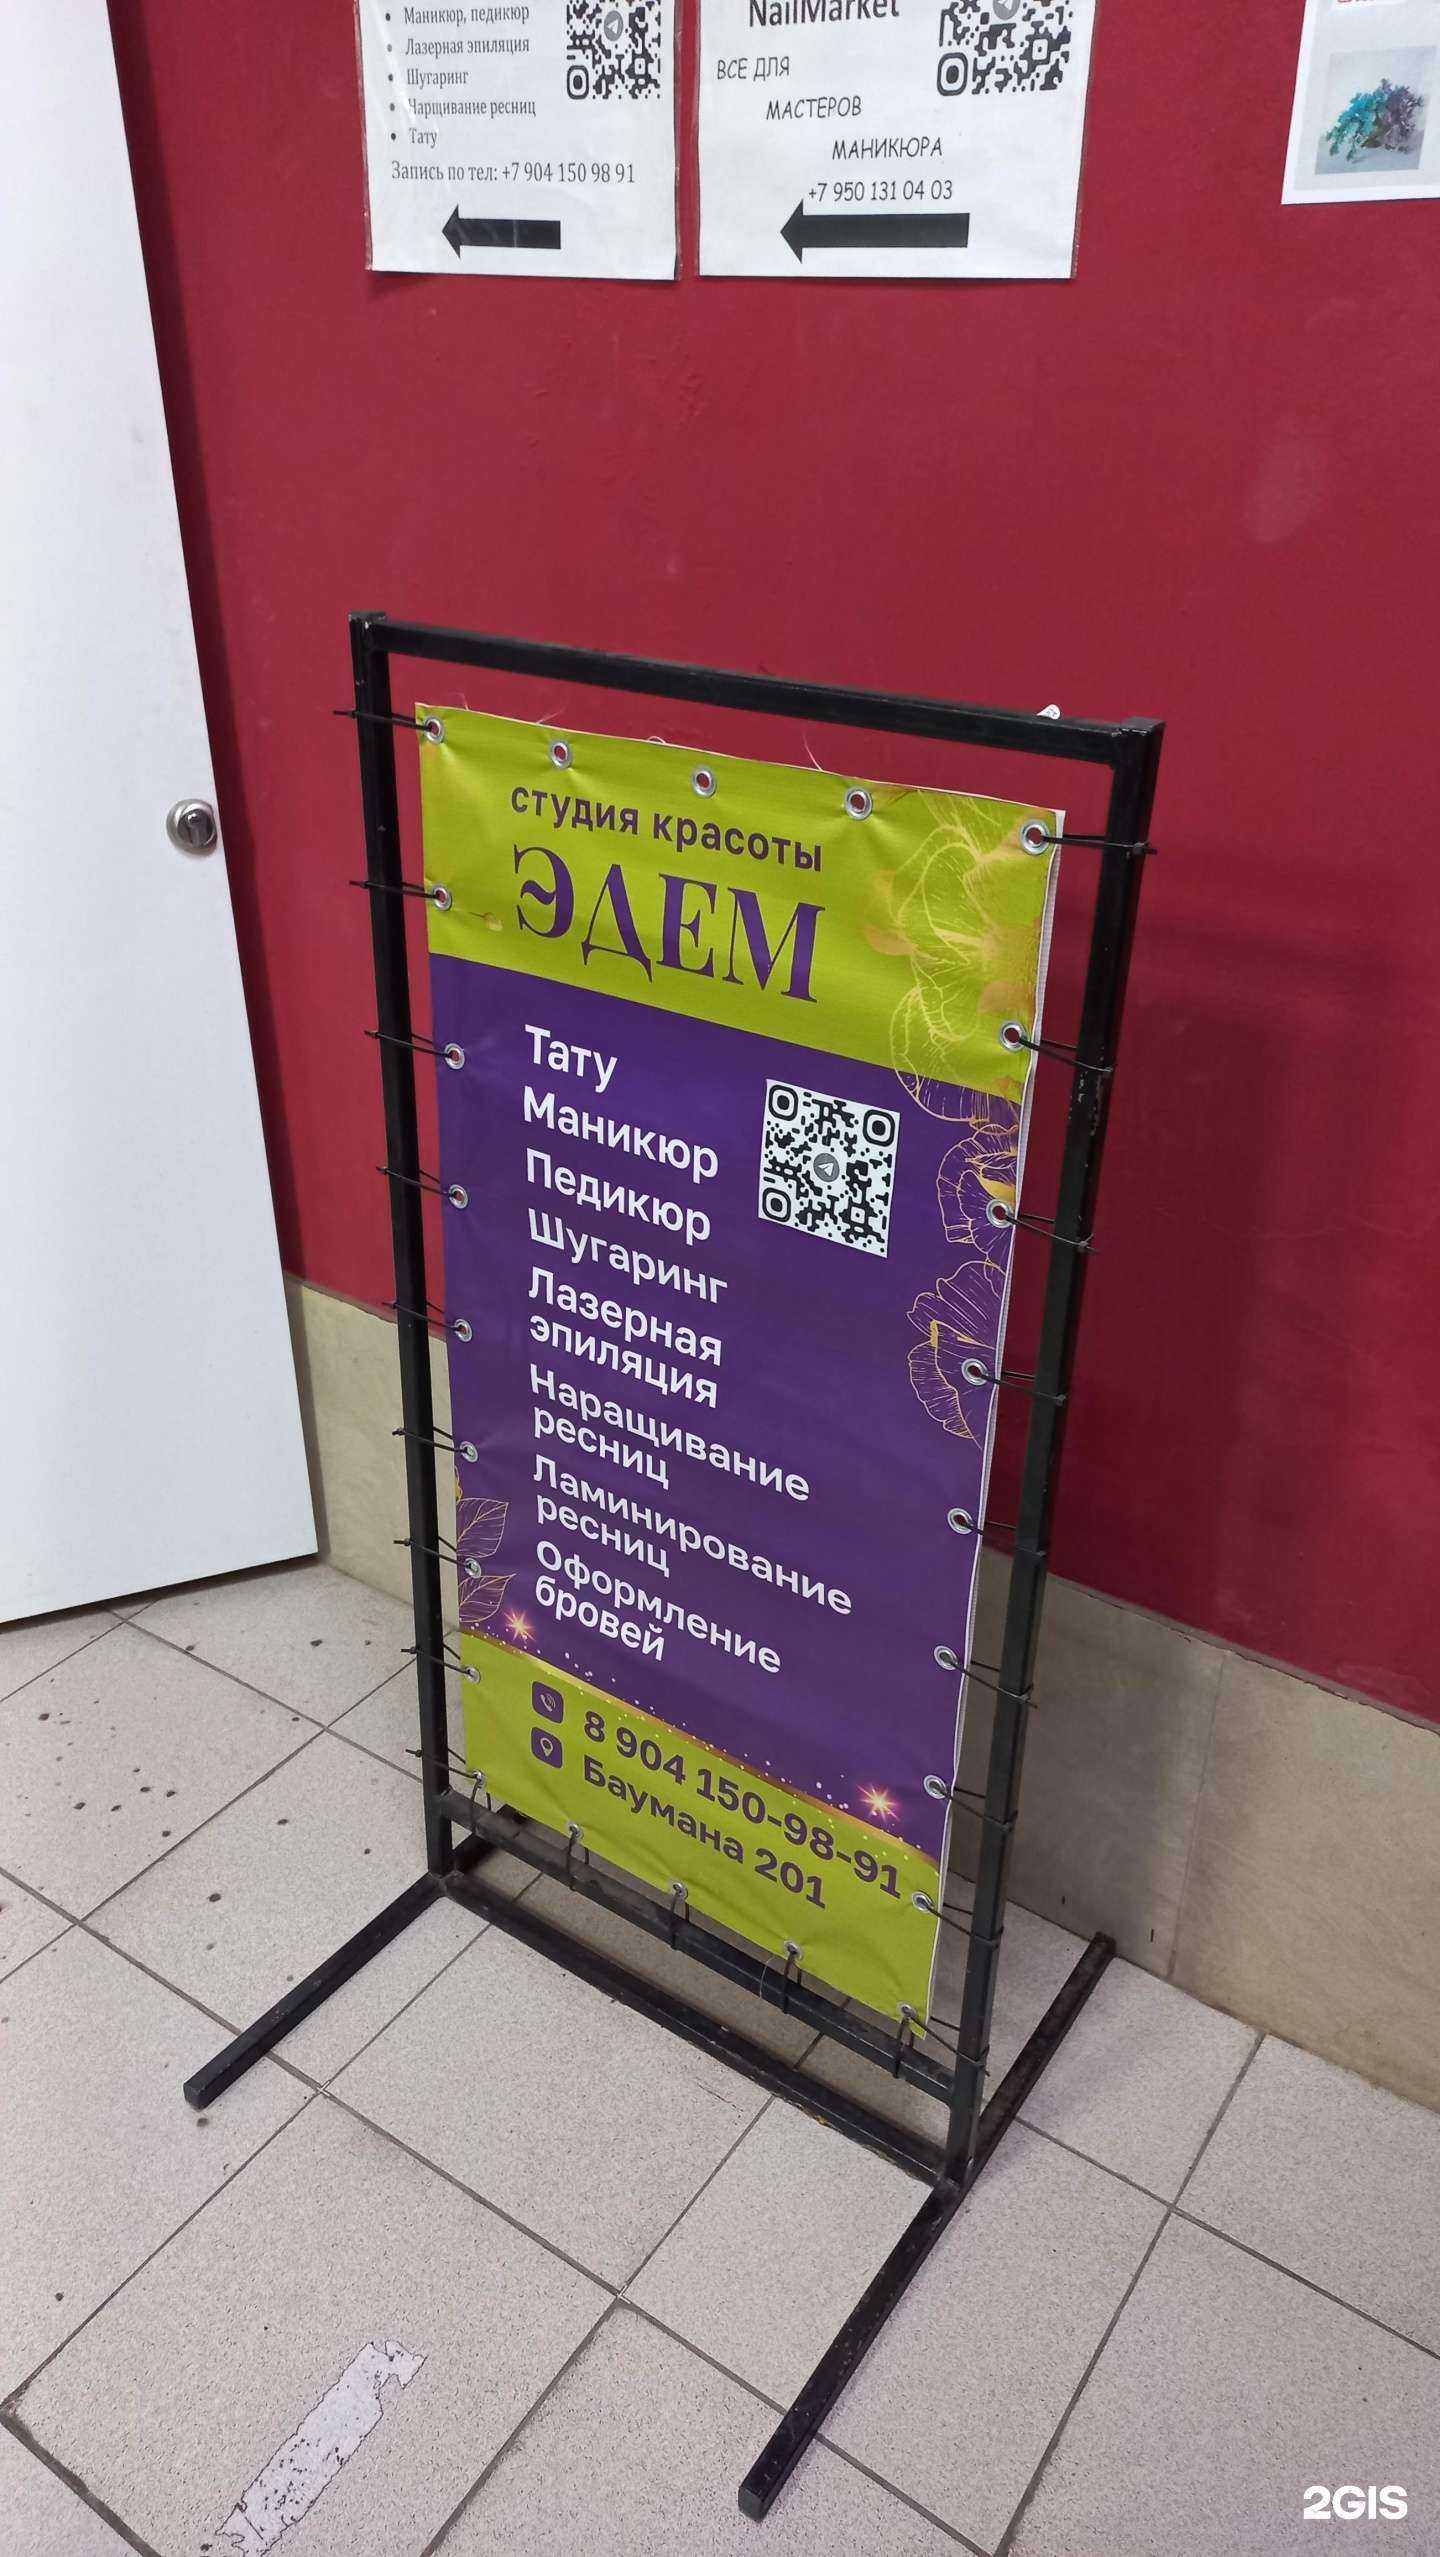 Маникюр, педикюр
Лазерная эпиляция
Шугаринг
Нарщивание ресниц
Тату
Запись по тел: +7 904 150 98 91
NailMarket
ВСЕ ДЛЯ
МАСТЕРОВ
МАНИКЮРА
+7 950 131 04 03
студия красоты
ЭДЕМ
Тату
Маникюр
Педикюр
Шугаринг
Лазерная
эпиляция
Наращивание
ресниц
Ламинирование
ресниц
Оформление
бровей
8 904 150-98-91
Баумана 201
2GIS